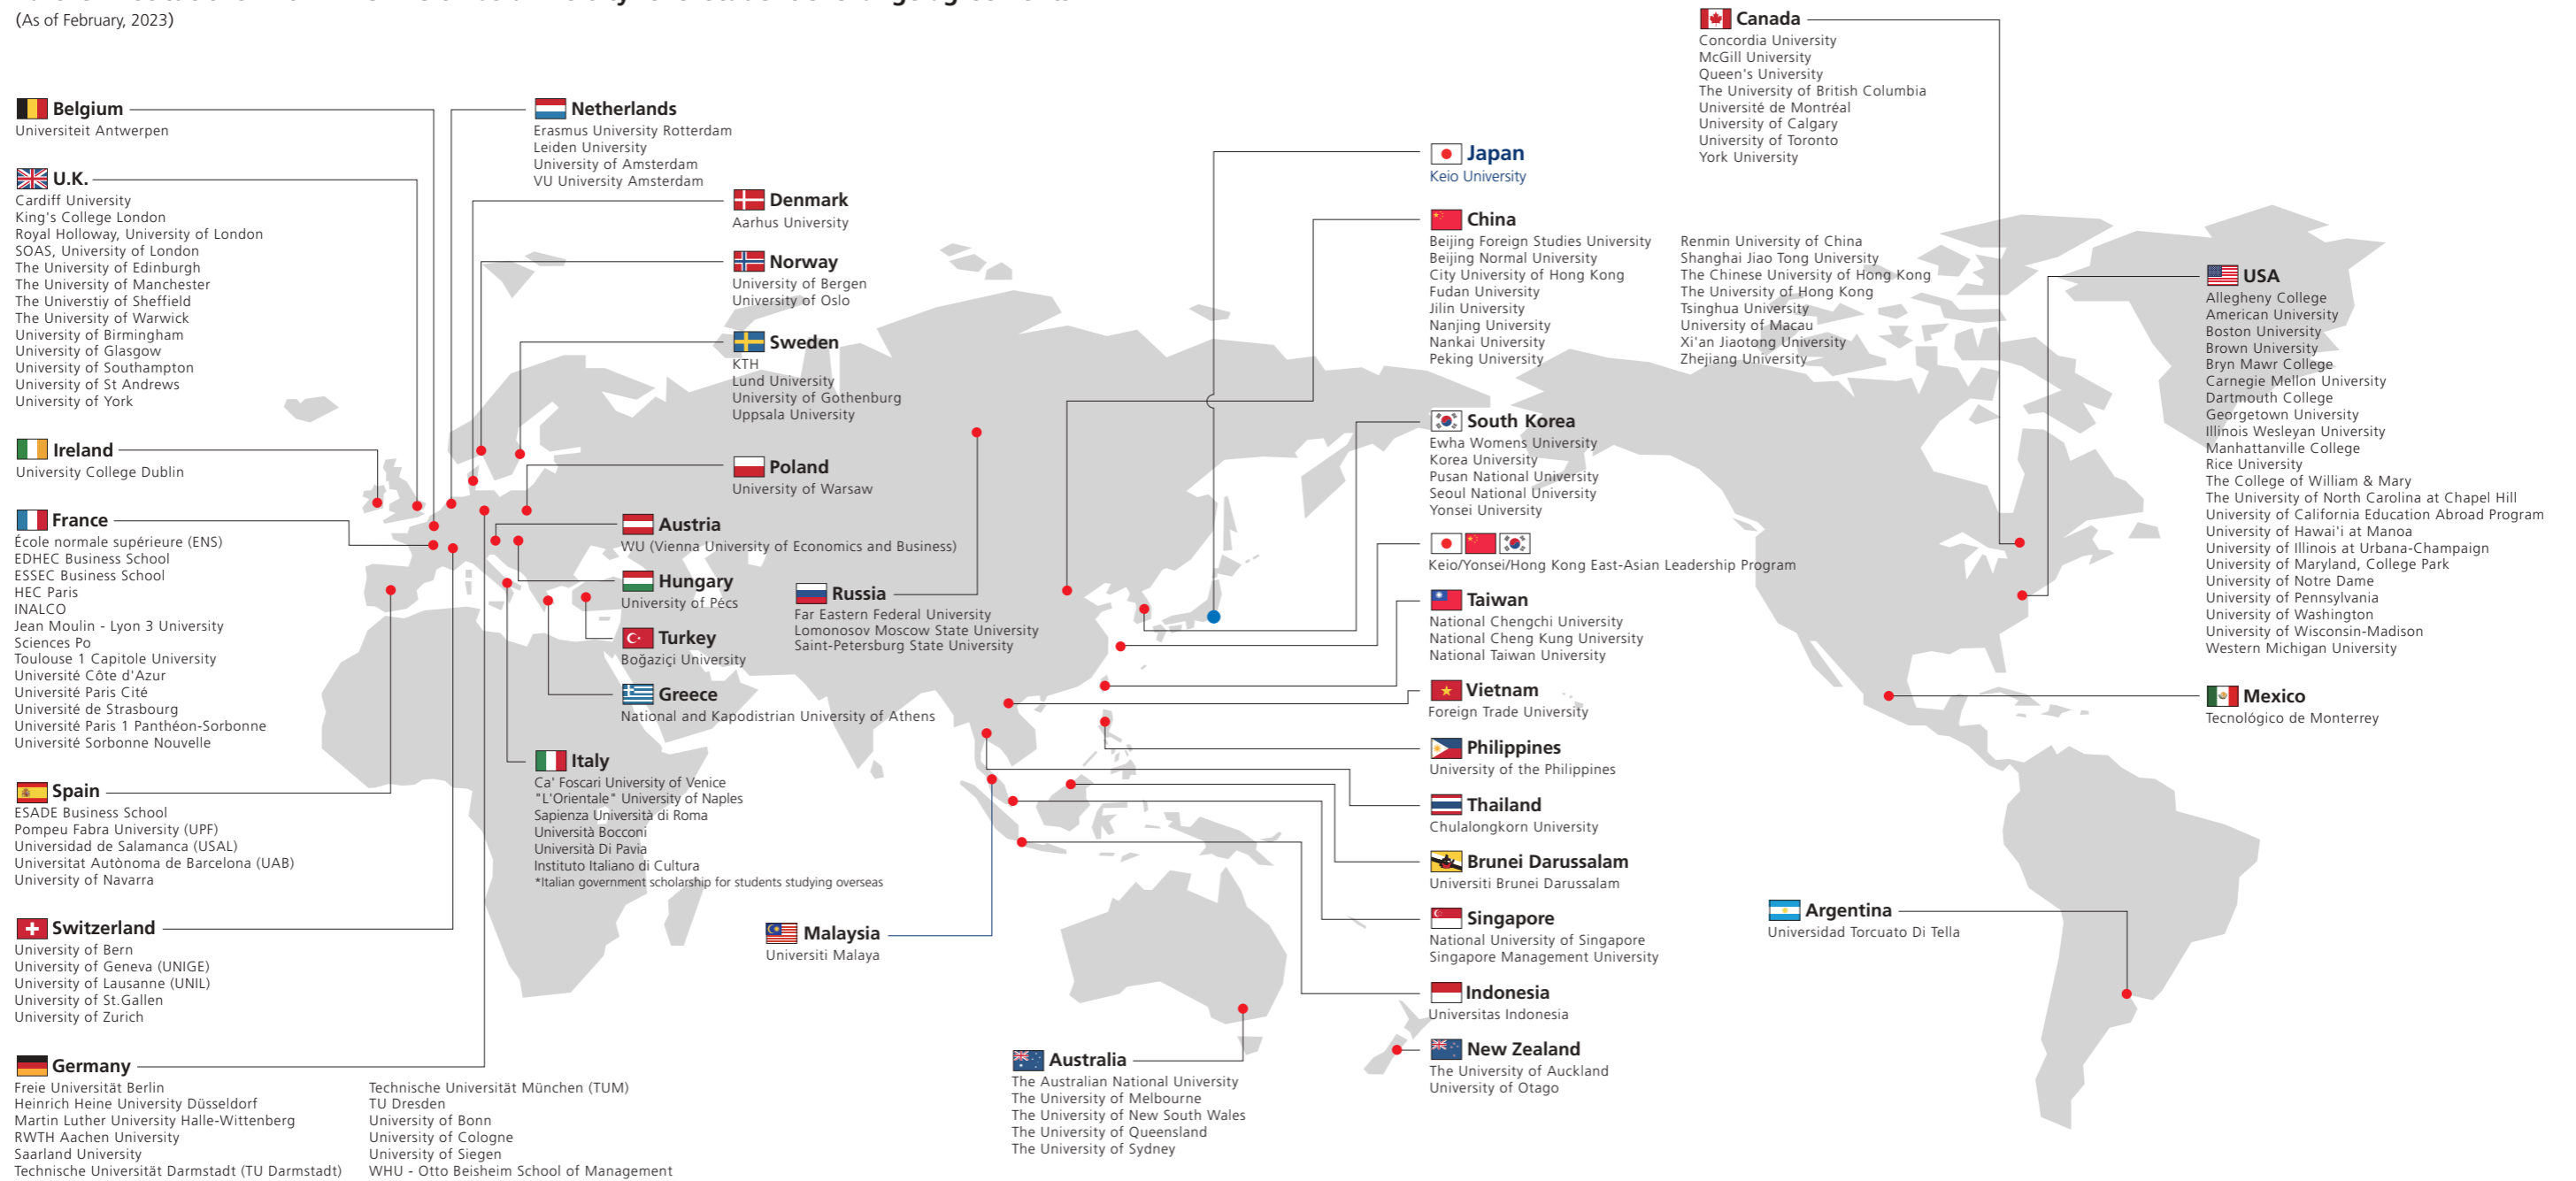 (As of February, 2023)
Belgium
Universiteit Antwerpen
U.K.
Cardiff University
King's College London
Royal Holloway, University of London
SOAS, University of London
The University of Edinburgh
The University of Manchester
The Universtiy of Sheffield
The University of Warwick
University of Birmingham
University of Glasgow
University of Southampton
University of St Andrews
University of York
Ireland
University College Dublin
France
École normale supérieure (ENS)
EDHEC Business School
ESSEC Business School
HEC Paris
INALCO
Jean Moulin - Lyon 3 University
Sciences Po
Toulouse 1 Capitole University
Université Côte d'Azur
Université Paris Cité
Université de Strasbourg
Université Paris 1 Panthéon-Sorbonne
Université Sorbonne Nouvelle
Spain
ESADE Business School
Pompeu Fabra University (UPF)
Universidad de Salamanca (USAL)
Universitat Autònoma de Barcelona (UAB)
University of Navarra
Switzerland
University of Bern
University of Geneva (UNIGE)
University of Lausanne (UNIL)
University of St.Gallen
University of Zurich
Germany
Freie Universität Berlin
Heinrich Heine University Düsseldorf
Martin Luther University Halle-Wittenberg
RWTH Aachen University
Saarland University
Technische Universität Darmstadt (TU Darmstadt)
Technische Universität München (TUM)
TU Dresden
University of Bonn
University of Cologne
University of Siegen
WHU - Otto Beisheim School of Management
Netherlands
Erasmus University Rotterdam
Leiden University
University of Amsterdam
VU University Amsterdam
Denmark
Aarhus University
Norway
University of Bergen
University of Oslo
Sweden
KTH
Lund University
University of Gothenburg
Uppsala University
Poland
University of Warsaw
Austria
WU (Vienna University of Economics and Business)
Hungary
University of Pécs
Turkey
Boğaziçi University
Greece
National and Kapodistrian University of Athens
Italy
Ca' Foscari University of Venice
"L'Orientale" University of Naples
Sapienza Università di Roma
Università Bocconi
Università Di Pavia
Instituto Italiano di Cultura
*Italian government scholarship for students studying overseas
Russia
Far Eastern Federal University
Lomonosov Moscow State University
Saint-Petersburg State University
Malaysia
Universiti Malaya
Australia
The Australian National University
The University of Melbourne
The University of New South Wales
The University of Queensland
The University of Sydney
Japan
Keio University
China
Beijing Foreign Studies University
Beijing Normal University
City University of Hong Kong
Fudan University
Jilin University
Nanjing University
Nankai University
Peking University
Renmin University of China
Shanghai Jiao Tong University
The Chinese University of Hong Kong
The University of Hong Kong
Tsinghua University
University of Macau
Xi'an Jiaotong University
Zhejiang University
South Korea
Ewha Womens University
Korea University
Pusan National University
Seoul National University
Yonsei University
Keio/Yonsei/Hong Kong East-Asian Leadership Program
Taiwan
National Chengchi University
National Cheng Kung University
National Taiwan University
Vietnam
Foreign Trade University
Philippines
University of the Philippines
Thailand
Chulalongkorn University
Brunei Darussalam
Universiti Brunei Darussalam
Singapore
National University of Singapore
Singapore Management University
Indonesia
Universitas Indonesia
New Zealand
The University of Auckland
University of Otago
Canada
Concordia University
McGill University
Queen's University
The University of British Columbia
Université de Montréal
University of Calgary
University of Toronto
York University
USA
Allegheny College
American University
Boston University
Brown University
Bryn Mawr College
Carnegie Mellon University
Dartmouth College
Georgetown University
Illinois Wesleyan University
Manhattanville College
Rice University
The College of William & Mary
The University of North Carolina at Chapel Hill
University of California Education Abroad Program
University of Hawai'i at Manoa
University of Illinois at Urbana-Champaign
University of Maryland, College Park
University of Notre Dame
University of Pennsylvania
University of Washington
University of Wisconsin-Madison
Western Michigan University
Mexico
Tecnológico de Monterrey
Argentina
Universidad Torcuato Di Tella